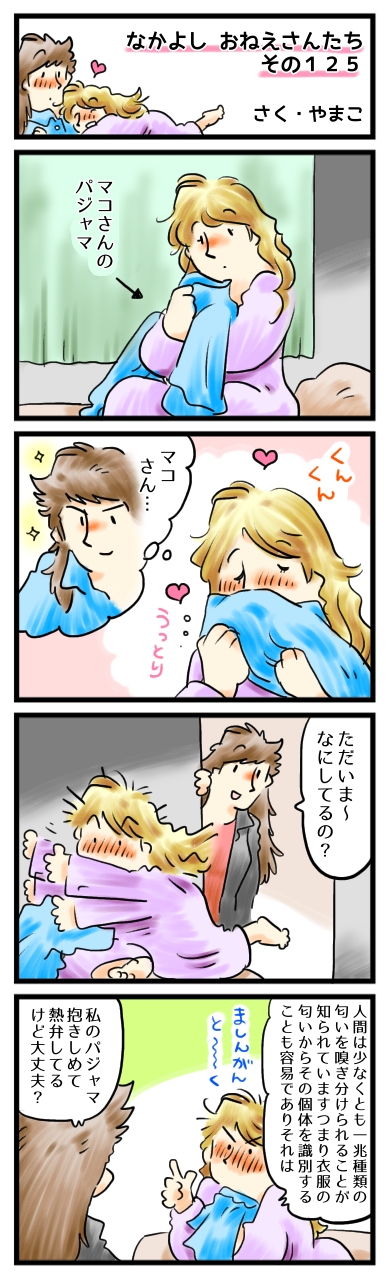 なかよし おねえさんたち
その１２５
さく・やまこ
マコさんの
パジャマ
くん
くん
マコ
さん…
うっとり
ただいま〜
なにしてるの？
人間は少なくとも一兆種類の
匂いを嗅ぎ分けられることが
知られていますつまり衣服の
匂いからその個体を識別する
ことも容易でありそれは
ましんがん
と〜〜〜く
私のパジャマ
抱きしめて
熱弁してる
けど大丈夫？